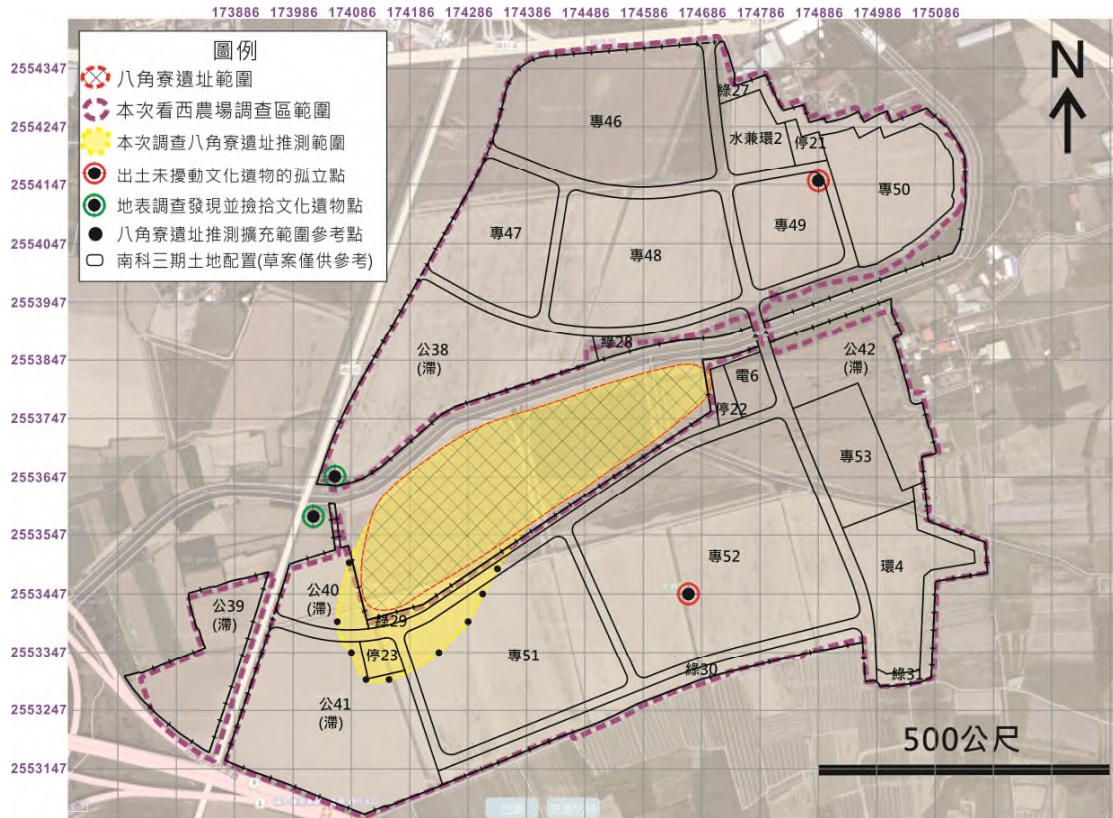 173886 173986 174086 174186 174286 174386 174486 174586 174686 174786 174886 174986 175086
圖例
八角寮遺址範圍
本次看西農場調查區範圍
本次調查八角寮遺址推測範圍
出土未擾動文化遺物的孤立點
地表調查發現並撿拾文化遺物點
八角寮遺址推測擴充範圍參考點
南科三期土地配置(草案僅供參考)
N
2554347
2554247
2554147
2554047
2553947
2553847
2553747
2553647
2553547
2553447
2553347
2553247
2553147
綠27
專46
水兼環2
停21
專50
專49
專47
專48
綠28
公38
(滯)
公42
(滯)
電6
停22
專53
專52
環4
公40
(滯)
公39
(滯)
綠29
停23
專51
綠30
綠31
公41
(滯)
500公尺